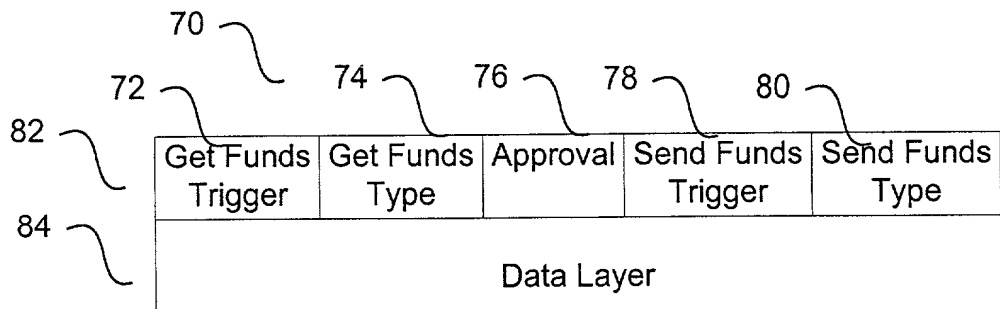 70
72 74 76 78 80
82
Get Funds Get Funds Approval Send Funds Send Funds
Trigger Type Trigger Type
84
Data Layer